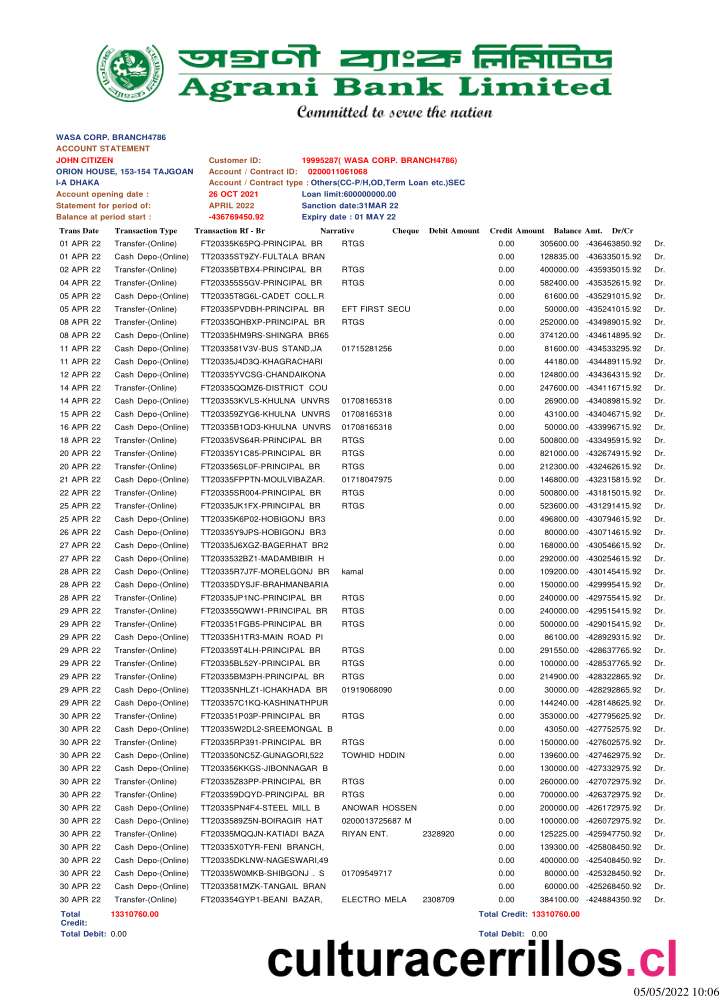 অগ্রণী ব্যাংক লিমিটেড
Agrani Bank Limited
Committed to serve the nation
WASA CORP. BRANCH4786
ACCOUNT STATEMENT
JOHN CITIZEN Customer ID: 19995287( WASA CORP. BRANCH4786)
ORION HOUSE, 153-154 TAJGOAN Account / Contract ID: 0200011061068
I-A DHAKA Account / Contract type : Others(CC-P/H,OD,Term Loan etc.)SEC
Account opening date : 26 OCT 2021 Loan limit:600000000.00
Statement for period of: APRIL 2022 Sanction date:31MAR 22
Balance at period start : -436769450.92 Expiry date : 01 MAY 22
Trans Date Transaction Type Transaction Rf - Br Narrative Cheque Debit Amount Credit Amount Balance Amt. Dr/Cr
01 APR 22 Transfer-(Online) FT20335K65PQ-PRINCIPAL BR RTGS 0.00 305600.00 -436463850.92 Dr.
01 APR 22 Cash Depo-(Online) TT20335ST9ZY-FULTALA BRAN 0.00 128835.00 -436335015.92 Dr.
02 APR 22 Transfer-(Online) FT20335BTBX4-PRINCIPAL BR RTGS 0.00 400000.00 -435935015.92 Dr.
04 APR 22 Transfer-(Online) FT203355S5GV-PRINCIPAL BR RTGS 0.00 582400.00 -435352615.92 Dr.
05 APR 22 Cash Depo-(Online) TT20335T8G6L-CADET COLL.R 0.00 61600.00 -435291015.92 Dr.
05 APR 22 Transfer-(Online) FT20335PVDBH-PRINCIPAL BR EFT FIRST SECU 0.00 50000.00 -435241015.92 Dr.
08 APR 22 Transfer-(Online) FT20335QHBXP-PRINCIPAL BR RTGS 0.00 252000.00 -434989015.92 Dr.
08 APR 22 Cash Depo-(Online) TT20335HM9RS-SHINGRA BR65 0.00 374120.00 -434614895.92 Dr.
11 APR 22 Cash Depo-(Online) TT2033581V3V-BUS STAND,JA 01715281256 0.00 81600.00 -434533295.92 Dr.
11 APR 22 Cash Depo-(Online) TT20335J4D3Q-KHAGRACHARI 0.00 44180.00 -434489115.92 Dr.
12 APR 22 Cash Depo-(Online) TT20335YVCSG-CHANDAIKONA 0.00 124800.00 -434364315.92 Dr.
14 APR 22 Transfer-(Online) FT20335QQMZ6-DISTRICT COU 0.00 247600.00 -434116715.92 Dr.
14 APR 22 Cash Depo-(Online) TT203353KVLS-KHULNA UNVRS 01708165318 0.00 26900.00 -434089815.92 Dr.
15 APR 22 Cash Depo-(Online) TT203359ZYG6-KHULNA UNVRS 01708165318 0.00 43100.00 -434046715.92 Dr.
16 APR 22 Cash Depo-(Online) TT20335B1QD3-KHULNA UNVRS 01708165318 0.00 50000.00 -433996715.92 Dr.
18 APR 22 Transfer-(Online) FT20335VS64R-PRINCIPAL BR RTGS 0.00 500800.00 -433495915.92 Dr.
20 APR 22 Transfer-(Online) FT20335Y1C85-PRINCIPAL BR RTGS 0.00 821000.00 -432674915.92 Dr.
20 APR 22 Transfer-(Online) FT203356SL0F-PRINCIPAL BR RTGS 0.00 212300.00 -432462615.92 Dr.
21 APR 22 Cash Depo-(Online) TT20335FPPTN-MOULVIBAZAR. 01718047975 0.00 146800.00 -432315815.92 Dr.
22 APR 22 Transfer-(Online) FT20335SR004-PRINCIPAL BR RTGS 0.00 500800.00 -431815015.92 Dr.
25 APR 22 Transfer-(Online) FT20335JK1FX-PRINCIPAL BR RTGS 0.00 523600.00 -431291415.92 Dr.
25 APR 22 Cash Depo-(Online) TT20335K6P02-HOBIGONJ BR3 0.00 496800.00 -430794615.92 Dr.
26 APR 22 Cash Depo-(Online) TT20335Y9JPS-HOBIGONJ BR3 0.00 80000.00 -430714615.92 Dr.
27 APR 22 Cash Depo-(Online) TT20335J6XGZ-BAGERHAT BR2 0.00 168000.00 -430546615.92 Dr.
27 APR 22 Cash Depo-(Online) TT2033532BZ1-MADAMBIBIR H 0.00 292000.00 -430254615.92 Dr.
28 APR 22 Cash Depo-(Online) TT20335R7J7F-MORELGONJ BR kamal 0.00 109200.00 -430145415.92 Dr.
28 APR 22 Cash Depo-(Online) TT20335DYSJF-BRAHMANBARIA 0.00 150000.00 -429995415.92 Dr.
28 APR 22 Transfer-(Online) FT20335JP1NC-PRINCIPAL BR RTGS 0.00 240000.00 -429755415.92 Dr.
29 APR 22 Transfer-(Online) FT203355QWW1-PRINCIPAL BR RTGS 0.00 240000.00 -429515415.92 Dr.
29 APR 22 Transfer-(Online) FT203351FGB5-PRINCIPAL BR RTGS 0.00 500000.00 -429015415.92 Dr.
29 APR 22 Cash Depo-(Online) TT20335H1TR3-MAIN ROAD PI 0.00 86100.00 -428929315.92 Dr.
29 APR 22 Transfer-(Online) FT203359T4LH-PRINCIPAL BR RTGS 0.00 291550.00 -428637765.92 Dr.
29 APR 22 Transfer-(Online) FT20335BL52Y-PRINCIPAL BR RTGS 0.00 100000.00 -428537765.92 Dr.
29 APR 22 Transfer-(Online) FT20335BM3PH-PRINCIPAL BR RTGS 0.00 214900.00 -428322865.92 Dr.
29 APR 22 Cash Depo-(Online) TT20335NHLZ1-ICHAKHADA BR 01919068090 0.00 30000.00 -428292865.92 Dr.
29 APR 22 Cash Depo-(Online) TT203357C1KQ-KASHINATHPUR 0.00 144240.00 -428148625.92 Dr.
30 APR 22 Transfer-(Online) FT203351P03P-PRINCIPAL BR RTGS 0.00 353000.00 -427795625.92 Dr.
30 APR 22 Cash Depo-(Online) TT20335W2DL2-SREEMONGAL B 0.00 43050.00 -427752575.92 Dr.
30 APR 22 Transfer-(Online) FT20335RP391-PRINCIPAL BR RTGS 0.00 150000.00 -427602575.92 Dr.
30 APR 22 Cash Depo-(Online) TT203350NC5Z-GUNAGORI,522 TOWHID HDDIN 0.00 139600.00 -427462975.92 Dr.
30 APR 22 Cash Depo-(Online) TT203356KKGS-JIBONNAGAR B 0.00 130000.00 -427332975.92 Dr.
30 APR 22 Transfer-(Online) FT20335Z83PP-PRINCIPAL BR RTGS 0.00 260000.00 -427072975.92 Dr.
30 APR 22 Transfer-(Online) FT203359DQYD-PRINCIPAL BR RTGS 0.00 700000.00 -426372975.92 Dr.
30 APR 22 Cash Depo-(Online) TT20335PN4F4-STEEL MILL B ANOWAR HOSSEN 0.00 200000.00 -426172975.92 Dr.
30 APR 22 Cash Depo-(Online) TT2033589Z5N-BOIRAGIR HAT 0200013725687 M 0.00 100000.00 -426072975.92 Dr.
30 APR 22 Transfer-(Online) FT20335MQQJN-KATIADI BAZA RIYAN ENT. 2328920 0.00 125225.00 -425947750.92 Dr.
30 APR 22 Cash Depo-(Online) TT20335X0TYR-FENI BRANCH, 0.00 139300.00 -425808450.92 Dr.
30 APR 22 Cash Depo-(Online) TT20335DKLNW-NAGESWARI,49 0.00 400000.00 -425408450.92 Dr.
30 APR 22 Cash Depo-(Online) TT20335W0MKB-SHIBGONJ . S 01709549717 0.00 80000.00 -425328450.92 Dr.
30 APR 22 Cash Depo-(Online) TT2033581MZK-TANGAIL BRAN 0.00 60000.00 -425268450.92 Dr.
30 APR 22 Transfer-(Online) FT203354GYP1-BEANI BAZAR, ELECTRO MELA 2308709 0.00 384100.00 -424884350.92 Dr.
Total Credit: 13310760.00 Total Credit: 13310760.00
Total Debit: 0.00 Total Debit: 0.00
culturacerrillos.cl
05/05/2022 10:06